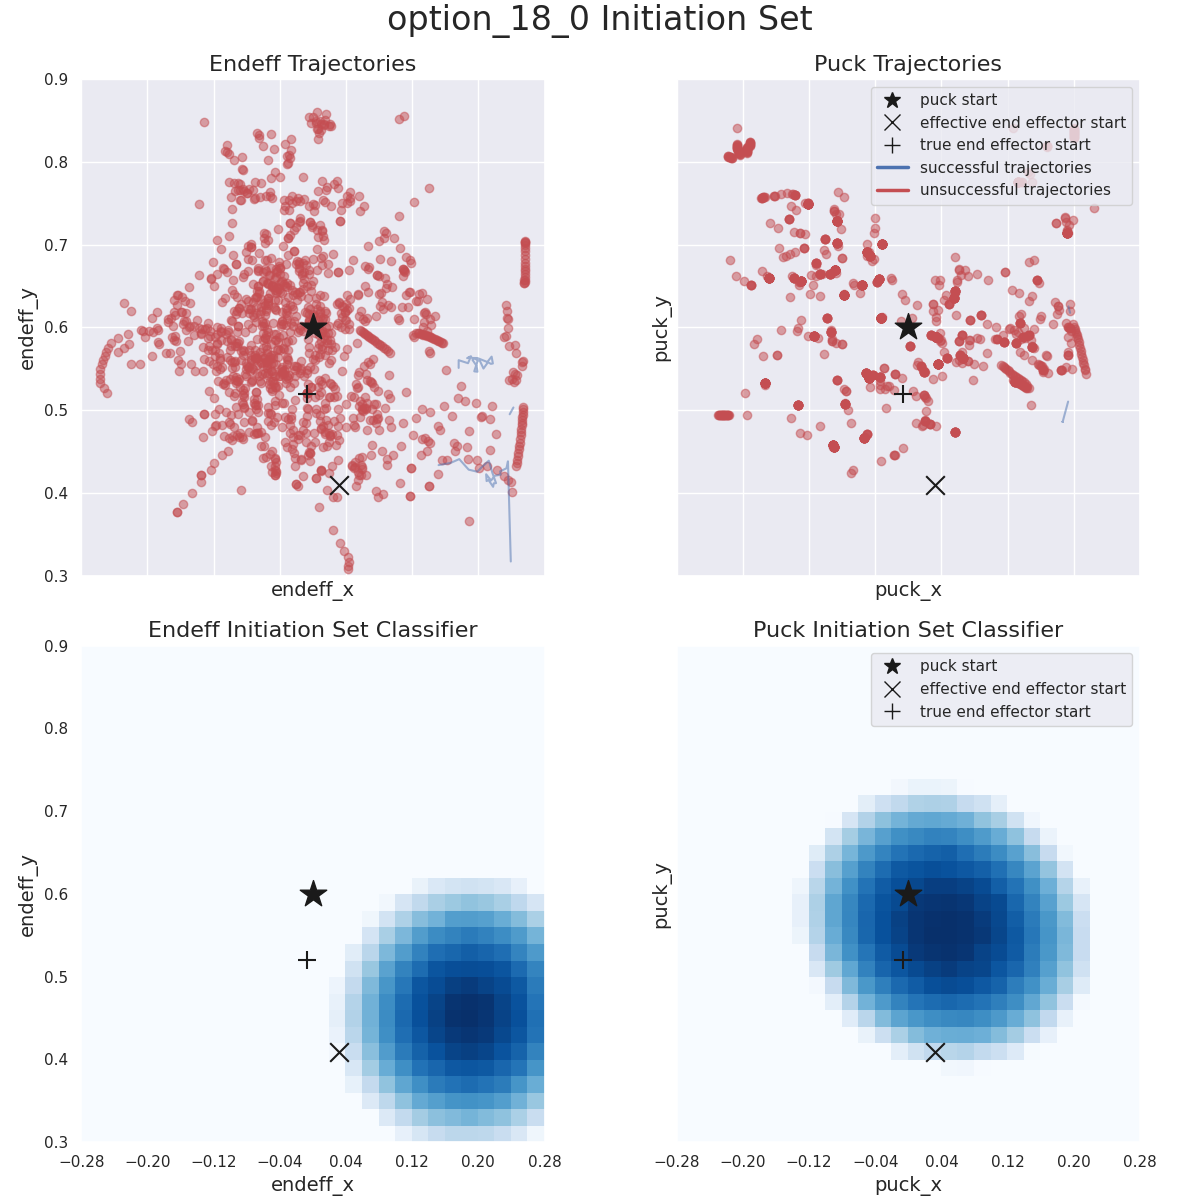 option_18_0 Initiation Set
Endeff Trajectories
Puck Trajectories
0.9
0.8
0.7
0.6
0.5
0.4
0.3
endeff_y
endeff_x
puck_y
puck_x
puck start
effective end effector start
true end effector start
successful trajectories
unsuccessful trajectories
Endeff Initiation Set Classifier
Puck Initiation Set Classifier
0.9
0.8
0.7
0.6
0.5
0.4
0.3
endeff_y
−0.28 −0.20 −0.12 −0.04 0.04 0.12 0.20 0.28
endeff_x
puck_y
puck start
effective end effector start
true end effector start
−0.28 −0.20 −0.12 −0.04 0.04 0.12 0.20 0.28
puck_x